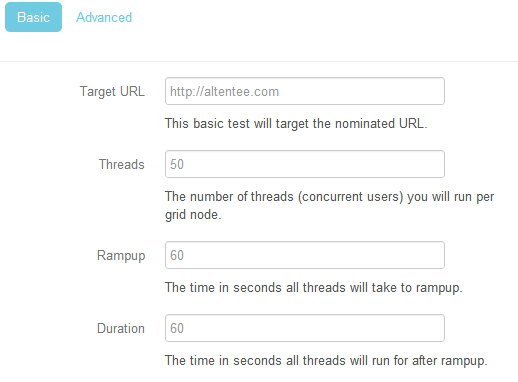 Basic Advanced
Target URL http://altentee.com
This basic test will target the nominated URL.
Threads 50
The number of threads (concurrent users) you will run per
grid node.
Rampup 60
The time in seconds all threads will take to rampup.
Duration 60
The time in seconds all threads will run for after rampup.